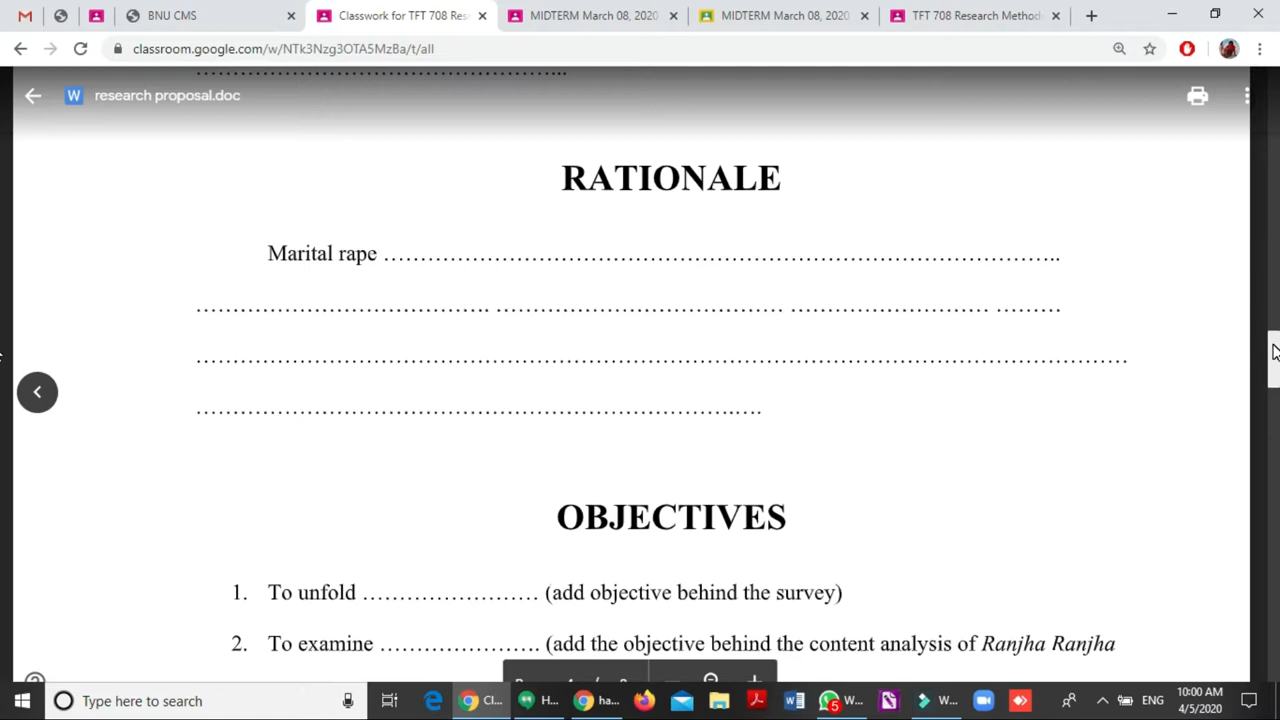 BNU CMS
Classwork for TFT 708 Res
MIDTERM March 08, 2020
MIDTERM March 08, 2020
TFT 708 Research Method
classroom.google.com/w/NTk3Nzg3OTA5MzBa/t/all
…………………………………………...
W research proposal.doc
RATIONALE
Marital rape ………………………………………………………………………………..
…………………………………. ………………………………… ……………………… ………
…………………………………………………………………………………………………………………
……………………………………………………………….….
OBJECTIVES
1. To unfold …………………… (add objective behind the survey)
2. To examine …………………. (add the objective behind the content analysis of Ranjha Ranjha
Type here to search
Cl...
H...
ha...
5
W...
W...
ENG
10:00 AM
4/5/2020